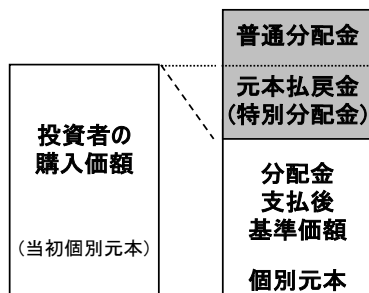 普通分配金
元本払戻金
(特別分配金)
投資者の
購入価額
(当初個別元本)
分配金
支払後
基準価額
個別元本